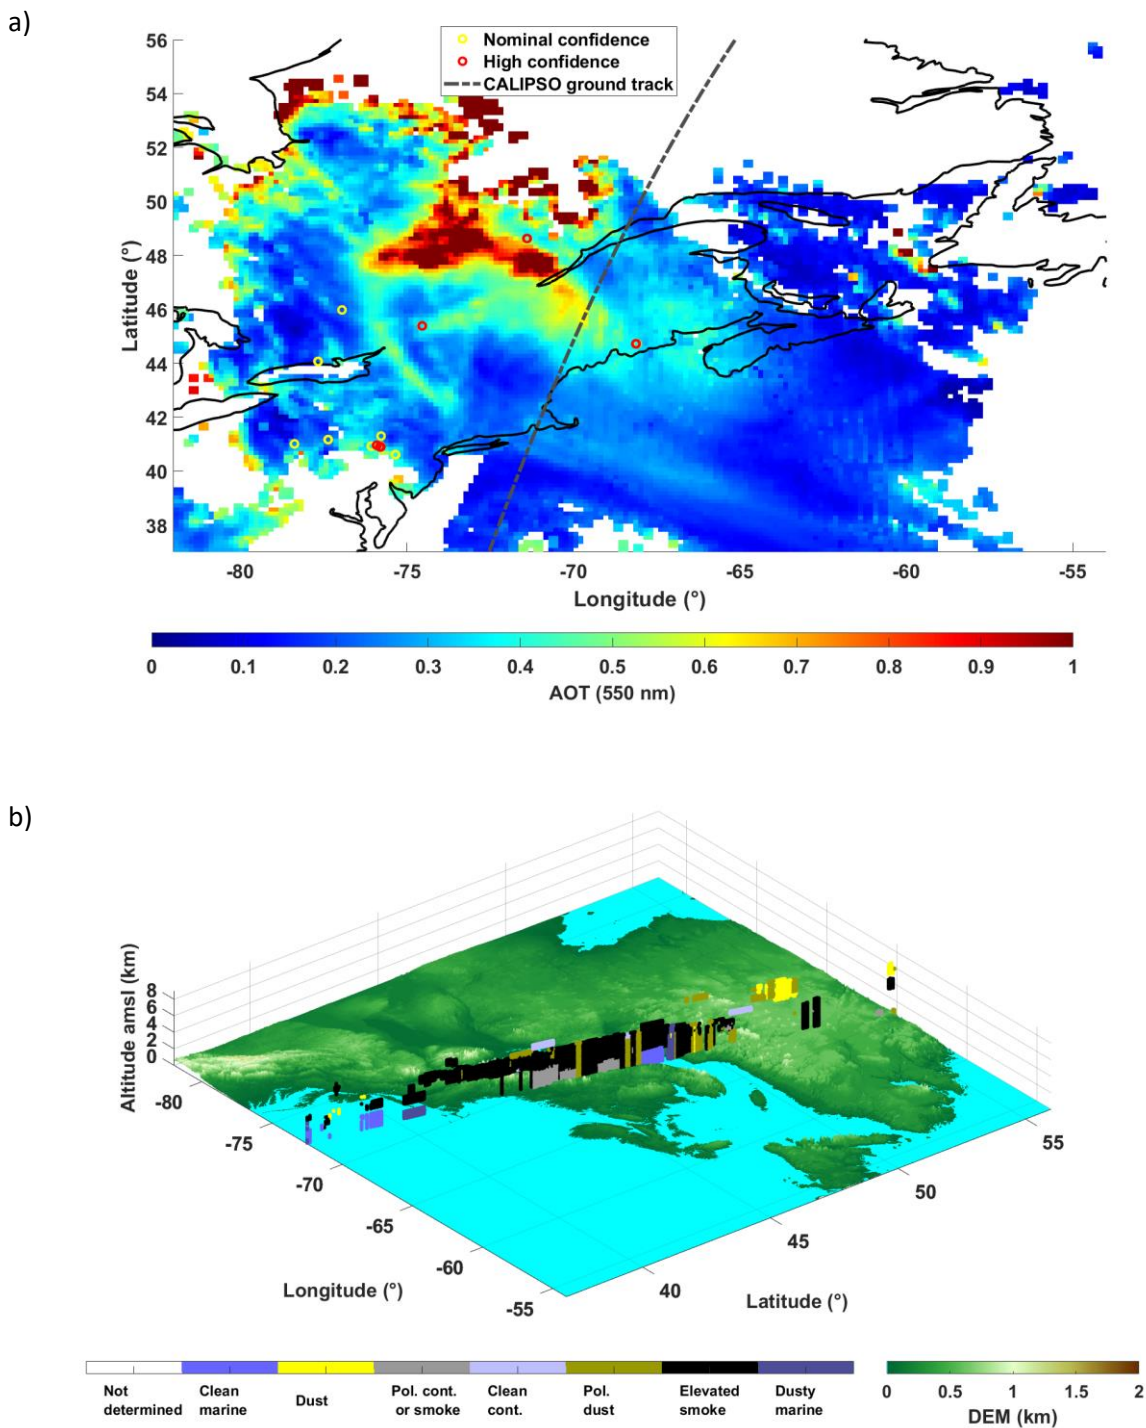 a)
Nominal confidence
High confidence
CALIPSO ground track
56
54
52
50
48
46
44
42
40
38
Latitude (°)
-80 -75 -70 -65 -60 -55
Longitude (°)
0 0.1 0.2 0.3 0.4 0.5 0.6 0.7 0.8 0.9 1
AOT (550 nm)
b)
Altitude amsl (km)
8
6
4
2
0
-80
-75
-70
-65
-60
-55
Longitude (°)
40
45
50
55
Latitude (°)
Not determined
Clean marine
Dust
Pol. cont. or smoke
Clean cont.
Pol. dust
Elevated smoke
Dusty marine
0 0.5 1 1.5 2
DEM (km)